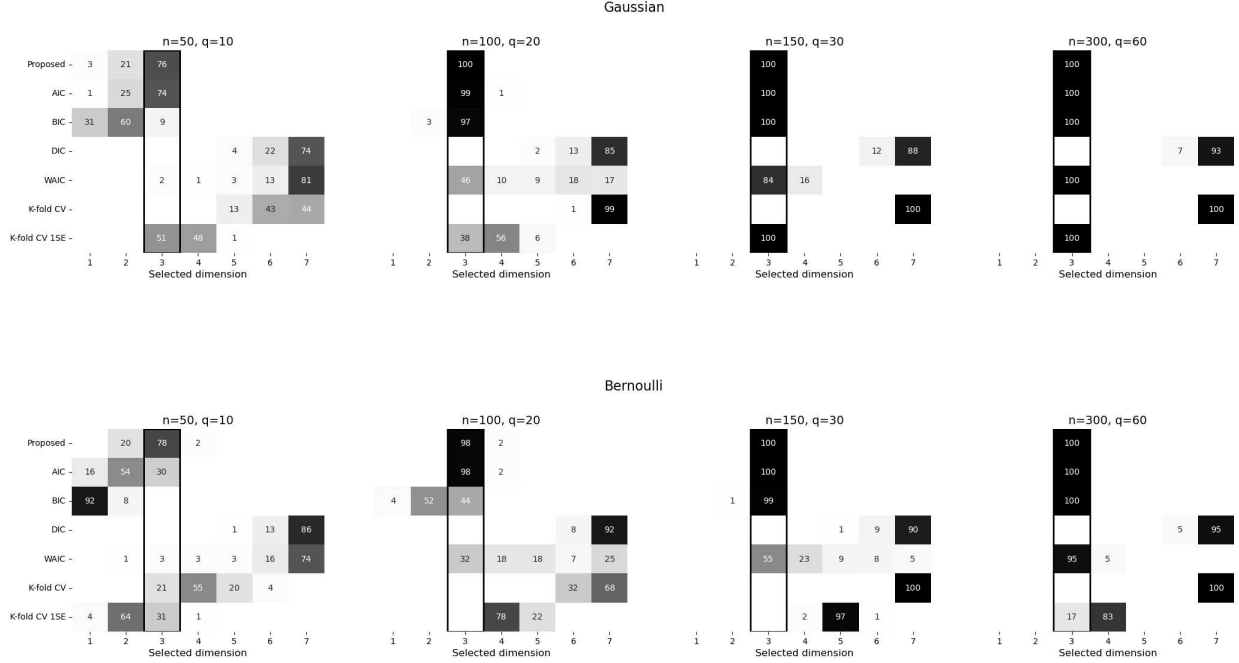 Gaussian
n=50, q=10 n=100, q=20 n=150, q=30 n=300, q=60
Proposed 3 21 76 100 100 100
AIC 1 25 74 99 1 100 100
BIC 31 60 9 3 97 100 100
DIC 4 22 74 2 13 85 12 88 7 93
WAIC 2 1 3 13 81 46 10 9 18 17 84 16 100
K-fold CV 13 43 44 1 99 100 100
K-fold CV 1SE 51 48 1 38 56 6 100 100
1 2 3 4 5 6 7 1 2 3 4 5 6 7 1 2 3 4 5 6 7 1 2 3 4 5 6 7
Selected dimension Selected dimension Selected dimension Selected dimension
Bernoulli
n=50, q=10 n=100, q=20 n=150, q=30 n=300, q=60
Proposed 20 78 2 98 2 100 100
AIC 16 54 30 98 2 100 100
BIC 92 8 4 52 44 1 99 100
DIC 1 13 86 8 92 1 9 90 5 95
WAIC 1 3 3 3 16 74 32 18 18 7 25 55 23 9 8 5 95 5
K-fold CV 21 55 20 4 32 68 100 100
K-fold CV 1SE 4 64 31 1 78 22 2 97 1 17 83
1 2 3 4 5 6 7 1 2 3 4 5 6 7 1 2 3 4 5 6 7 1 2 3 4 5 6 7
Selected dimension Selected dimension Selected dimension Selected dimension